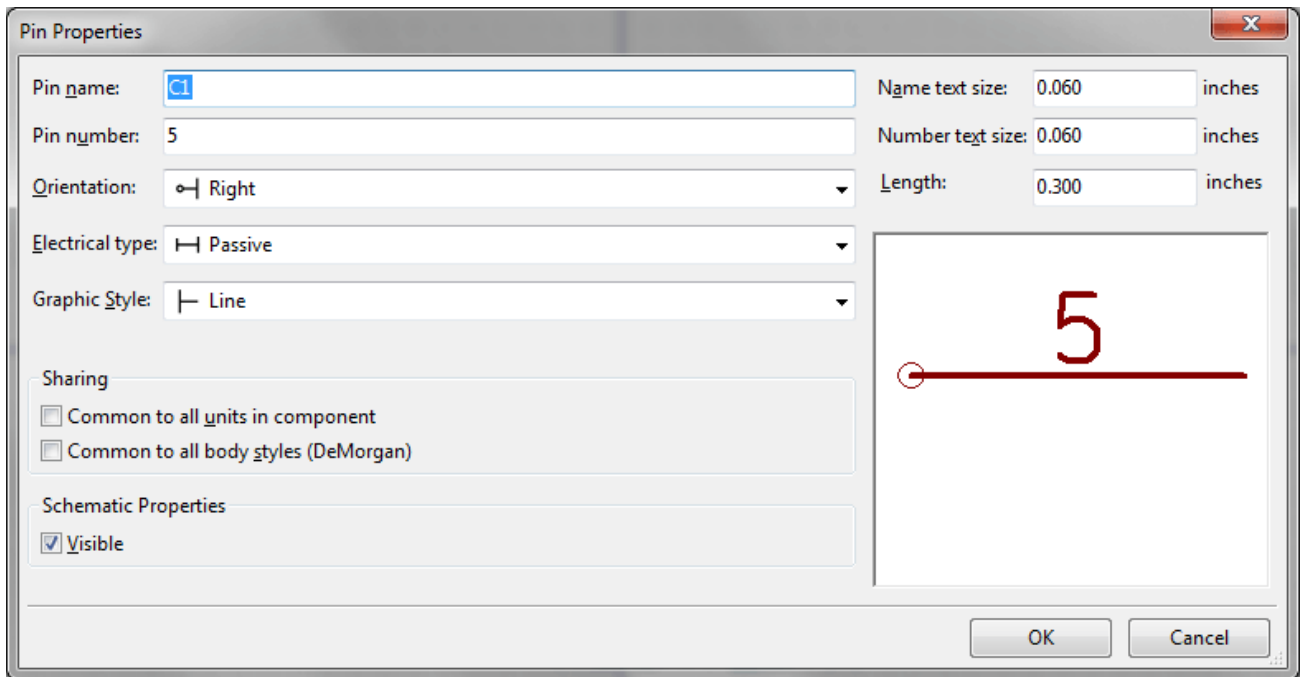 Pin Properties
Pin name: C1
Name text size: 0.060 inches
Pin number: 5
Number text size: 0.060 inches
Orientation: Right
Length: 0.300 inches
Electrical type: Passive
Graphic Style: Line
5
Sharing
Common to all units in component
Common to all body styles (DeMorgan)
Schematic Properties
Visible
OK
Cancel